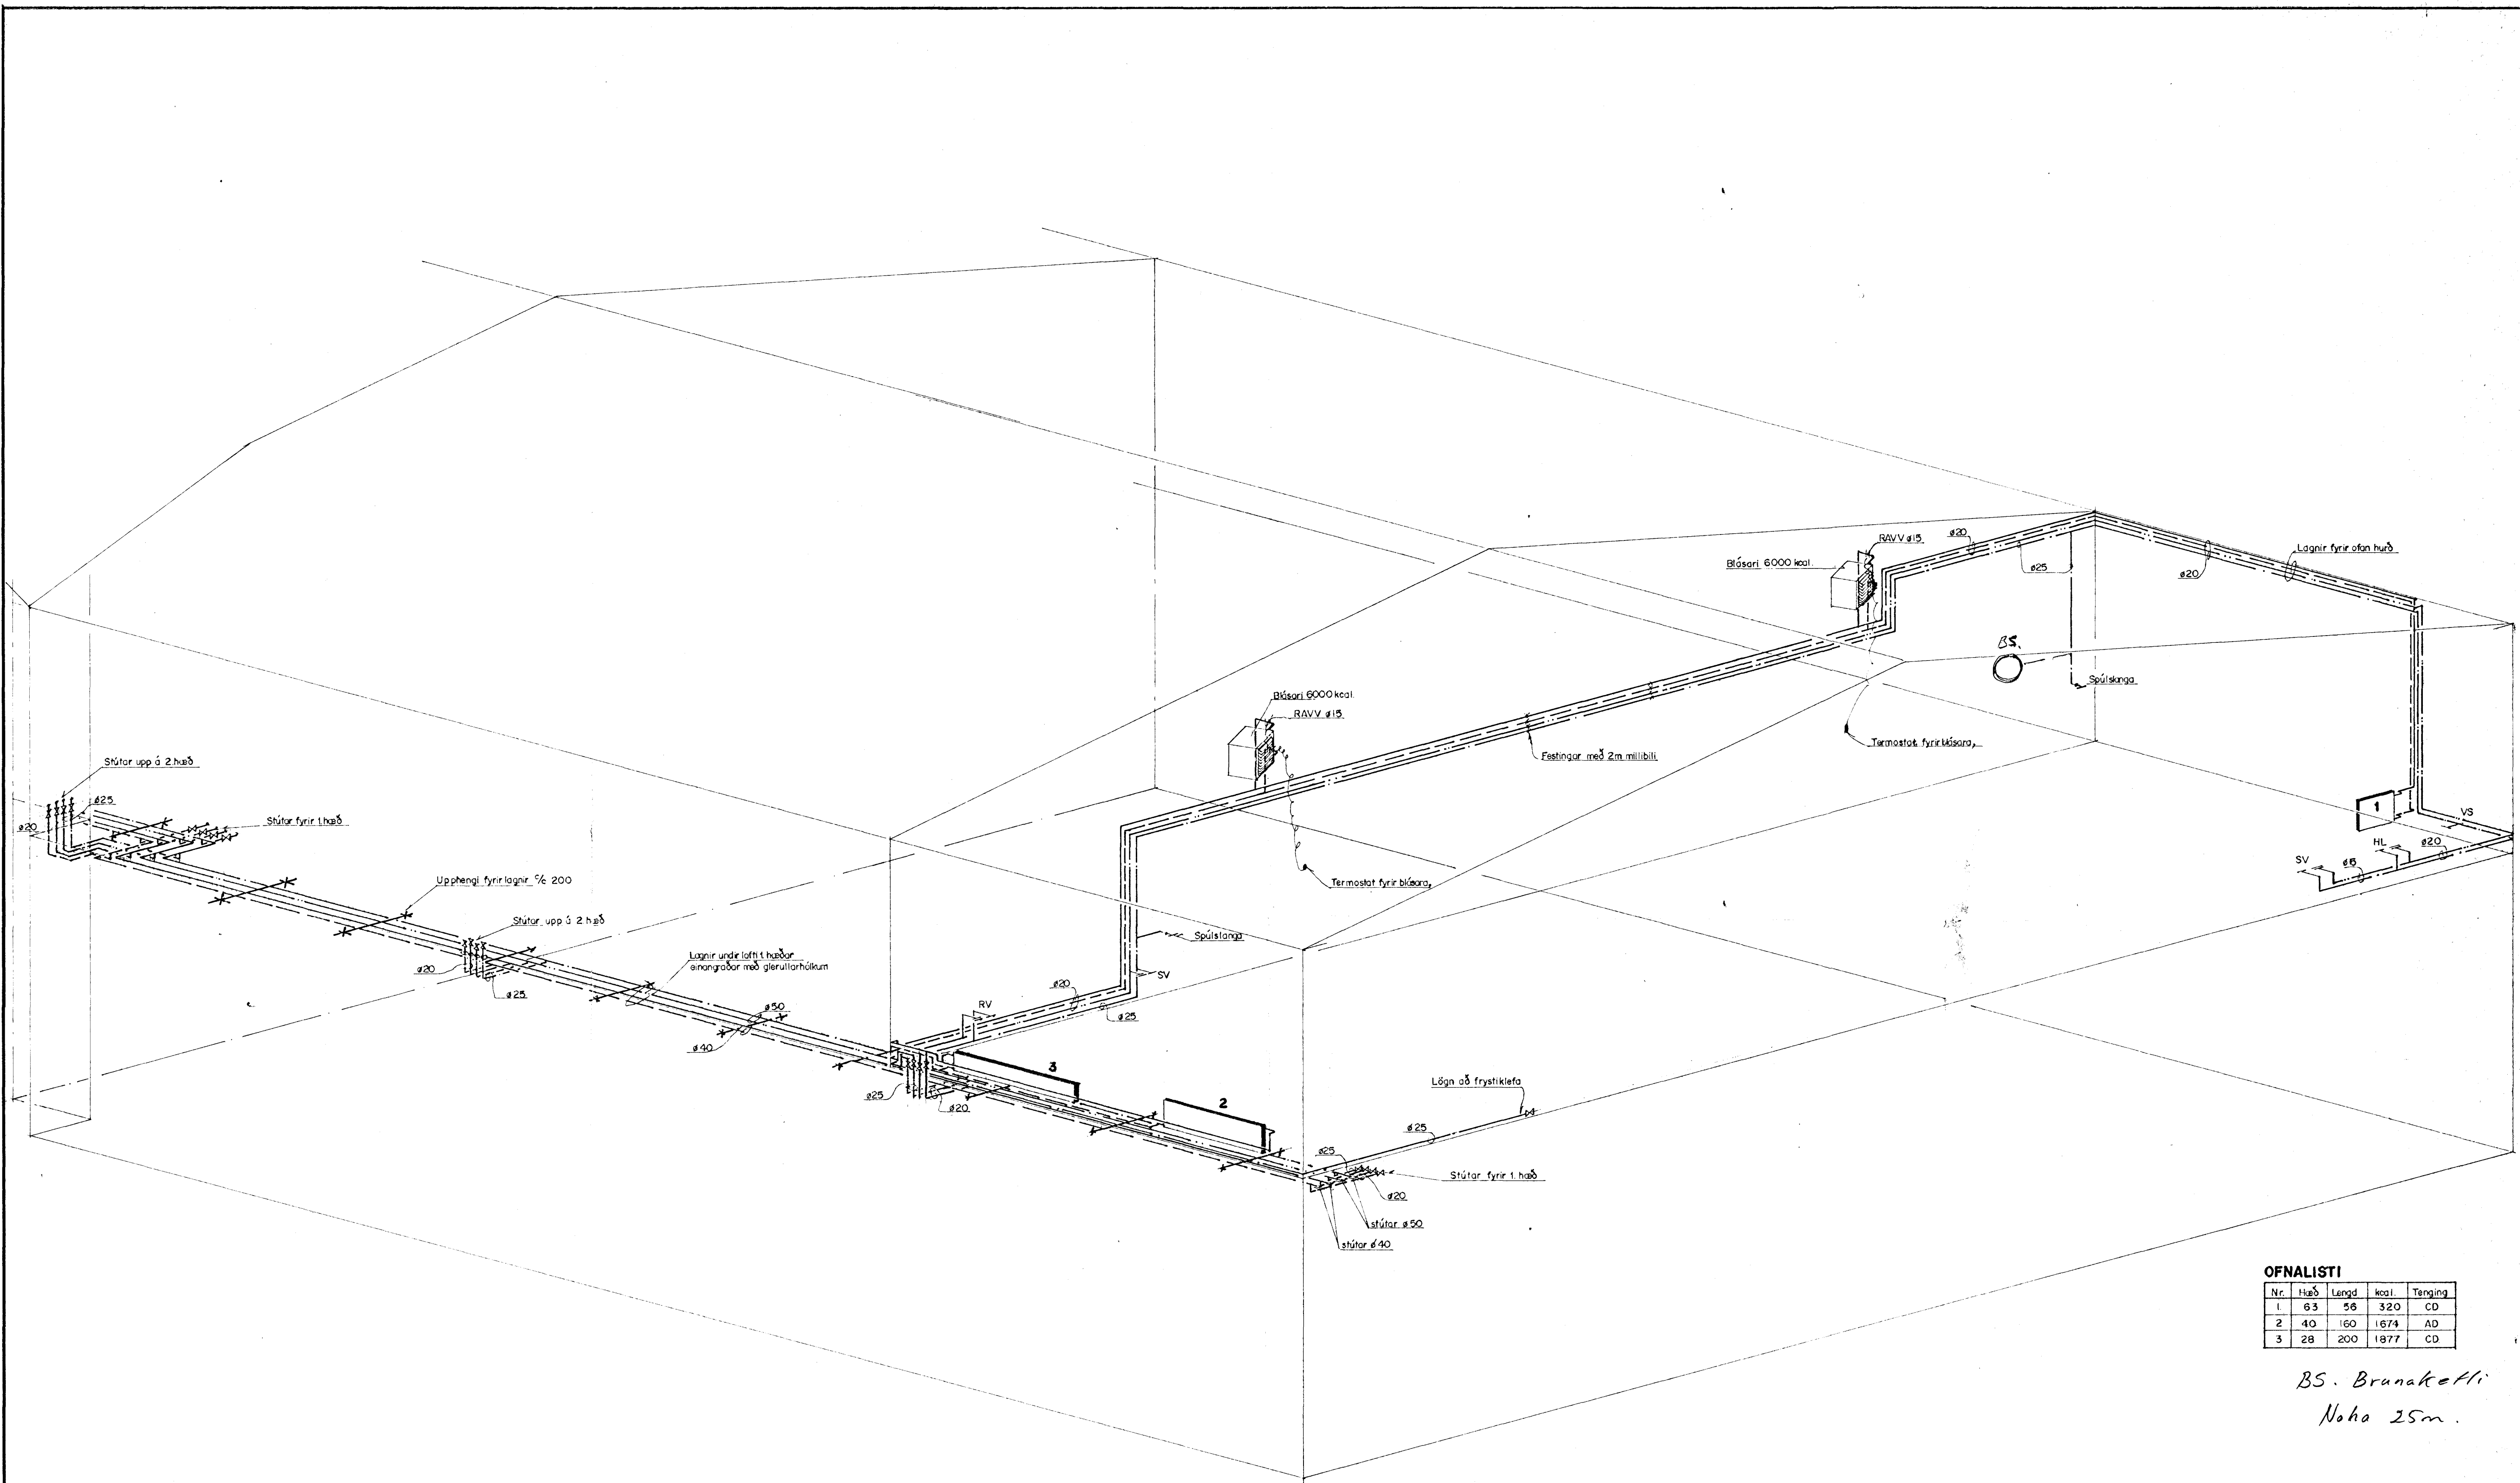 RAVV ø15
ø20
Blásari 6000 kcal.
ø25
ø20
Lagnir fyrir ofan hurð
BS.
Spúlslanga
Blásari 6000 kcal.
RAVV ø15
Termostat fyrir blásara,
Festingar með 2m millibili
Stútar upp á 2.hæð
ø25
ø20
Stútar fyrir 1.hæð
1
VS
HL
ø20
SV
ø15
Upphengi fyrir lagnir c/c 200
Termostat fyrir blásara,
Stútar upp á 2.hæð
Spúlslanga
Lagnir undir lofti 1. hæðar
einangraðar með glerullarhólkum
ø20
ø25
SV
ø20
RV
ø25
ø50
ø40
3
ø25
ø20
2
Lögn að frystiklefa
ø25
ø25
Stútar fyrir 1. hæð
ø20
stútar ø50
stútar ø40
OFNALISTI
Nr. Hæð Lengd kcal. Tenging
1. 63 56 320 CD
2 40 160 1674 AD
3 28 200 1877 CD
BS. Brunakefli
Noha 25m.